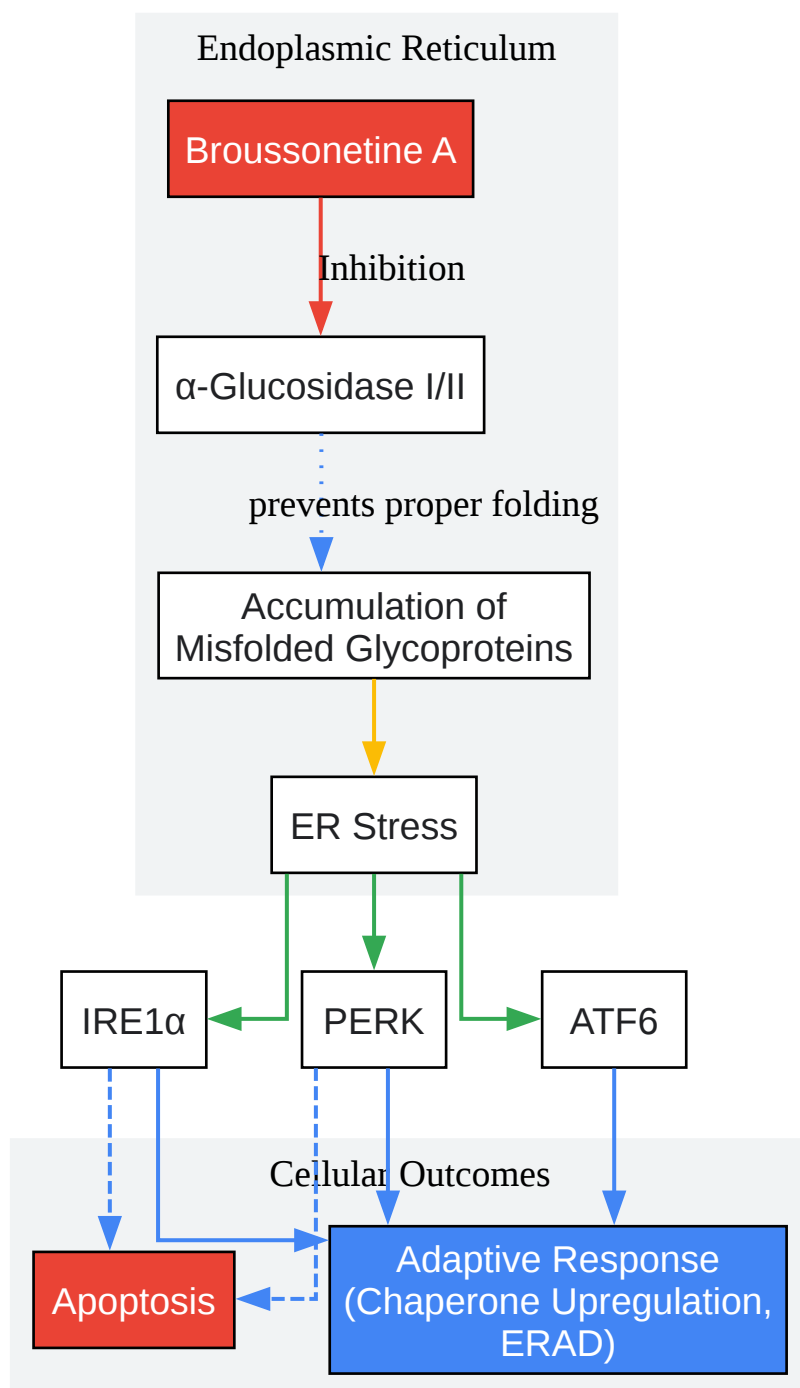 Endoplasmic Reticulum
Broussonetine A
Inhibition
α-Glucosidase I/II
prevents proper folding
Accumulation of
Misfolded Glycoproteins
ER Stress
IRE1α
PERK
ATF6
Cellular Outcomes
Apoptosis
Adaptive Response
(Chaperone Upregulation,
ERAD)